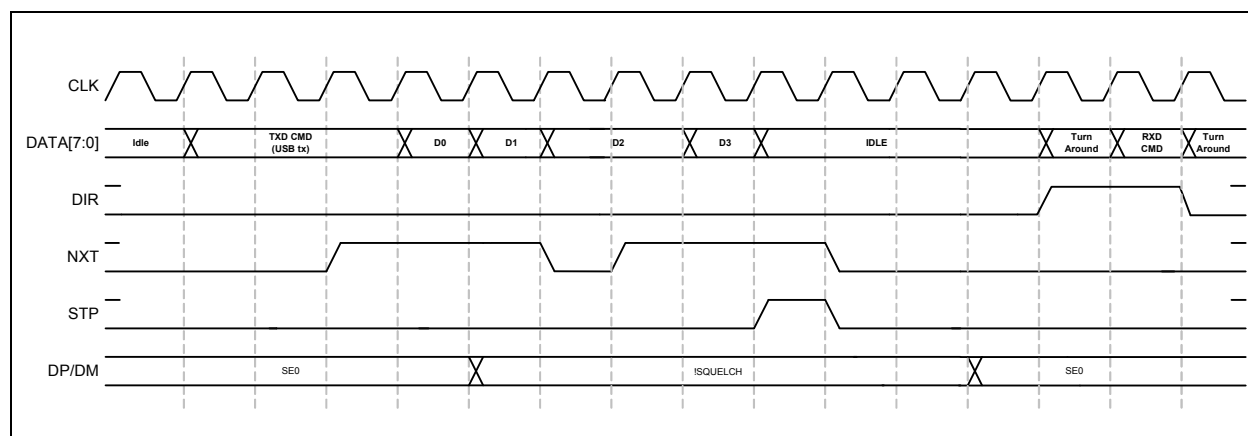 CLK
DATA[7:0]
Idle
TXD CMD
(USB tx)
D0
D1
D2
D3
IDLE
Turn
Around
RXD
CMD
Turn
Around
DIR
NXT
STP
DP/DM
SE0
!SQUELCH
SE0